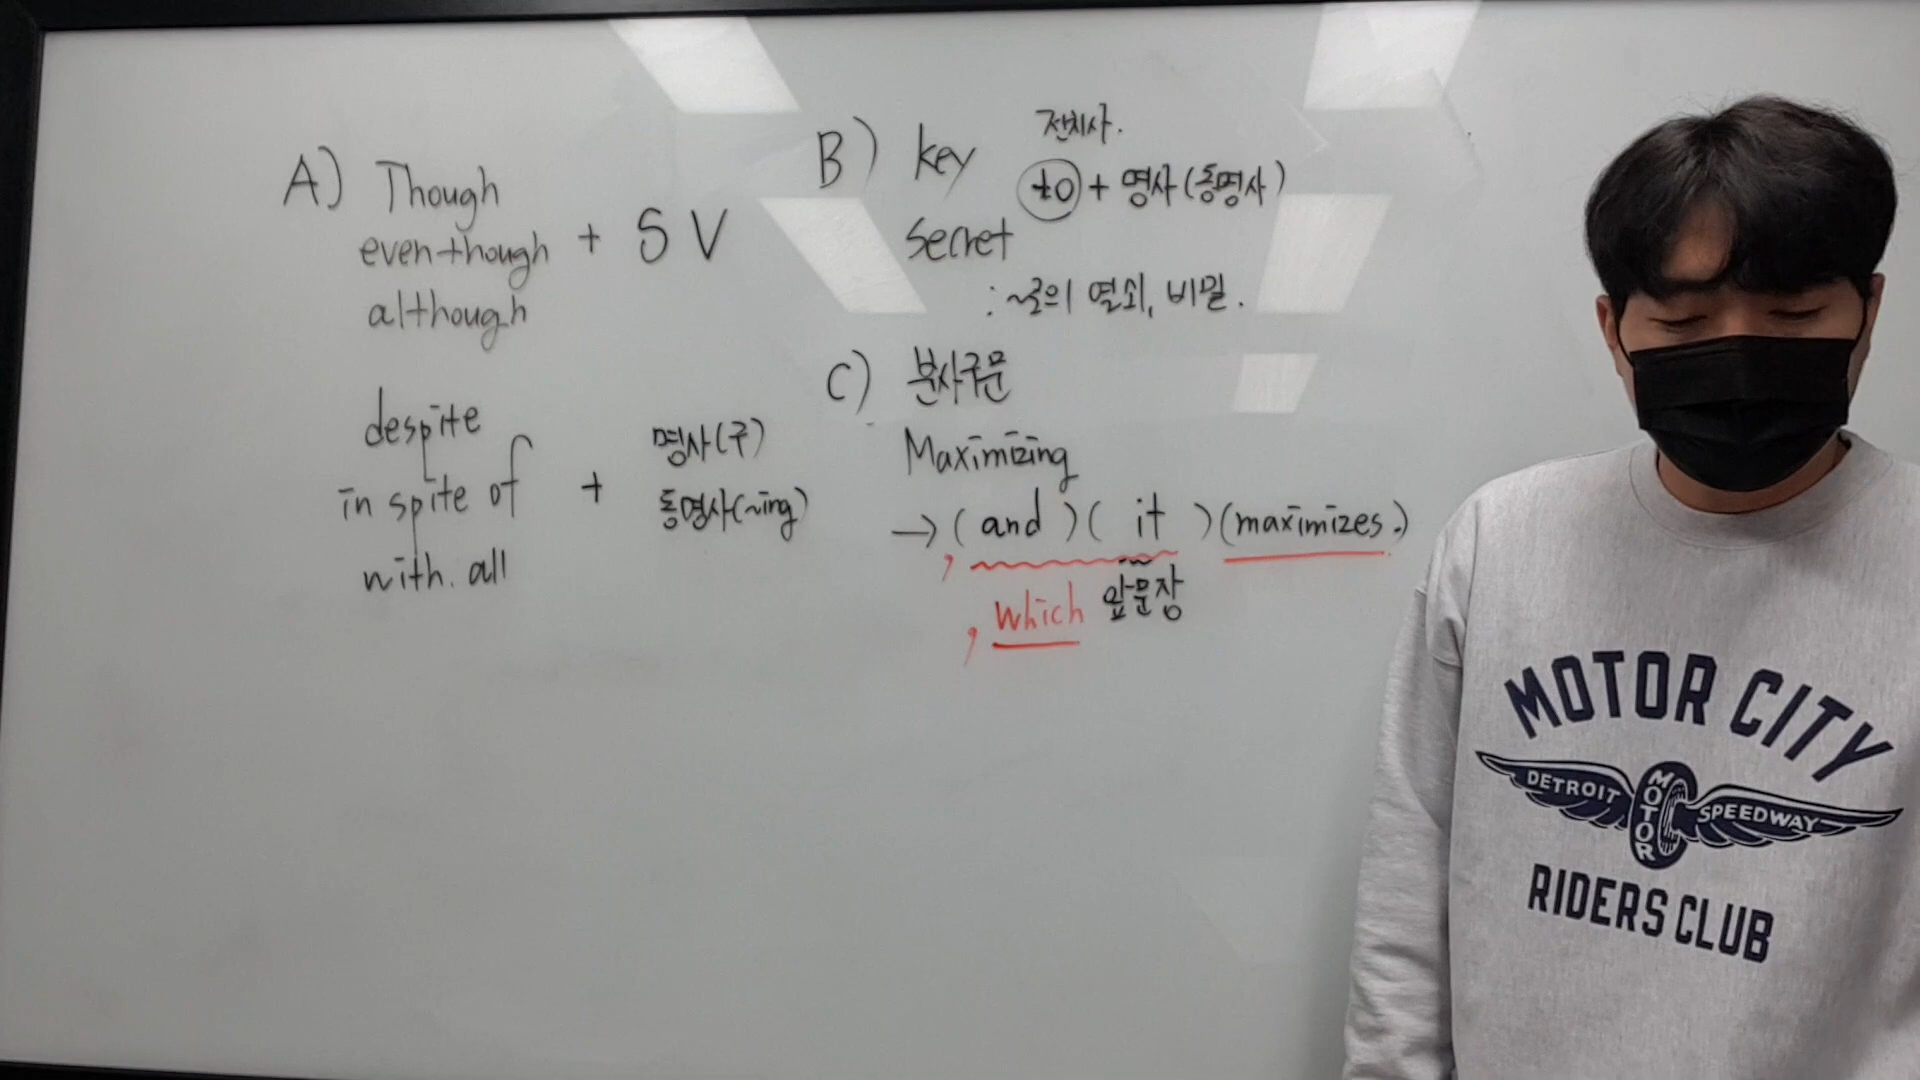 A) Though
eventhough + S V
although
despite
in spite of + 명사(구)
동명사(~ing)
with. all
B) key 전치사.
to + 명사(동명사)
Secret
: ~로의 열쇠, 비밀.
C) 분사구문
Maximizing
→ ( and ) ( it ) (maximizes.)
, which 앞문장
MOTOR CITY
DETROIT MOTOR SPEEDWAY
RIDERS CLUB